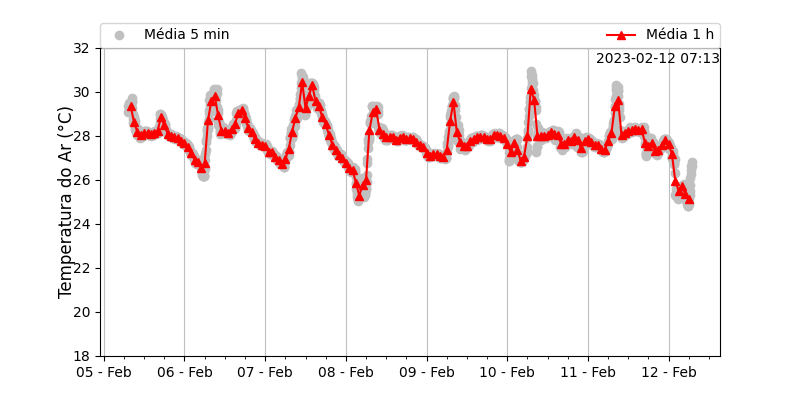 Média 5 min
Média 1 h
2023-02-12 07:13
Temperatura do Ar (°C)
32
30
28
26
24
22
20
18
05 - Feb
06 - Feb
07 - Feb
08 - Feb
09 - Feb
10 - Feb
11 - Feb
12 - Feb